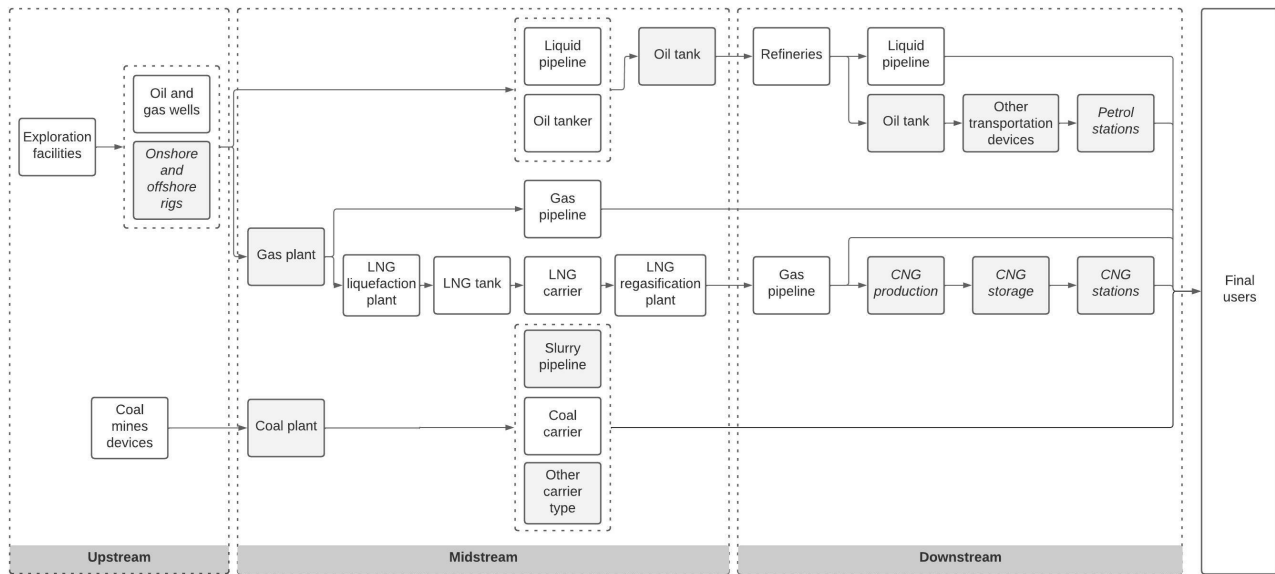 Exploration
facilities
Oil and
gas wells
Onshore
and
offshore
rigs
Coal
mines
devices
Upstream
Liquid
pipeline
Oil tanker
Oil tank
Gas
pipeline
Gas plant
LNG
liquefaction
plant
LNG tank
LNG
carrier
LNG
regasification
plant
Slurry
pipeline
Coal plant
Coal
carrier
Other
carrier
type
Midstream
Refineries
Liquid
pipeline
Oil tank
Other
transportation
devices
Petrol
stations
Gas
pipeline
CNG
production
CNG
storage
CNG
stations
Downstream
Final
users